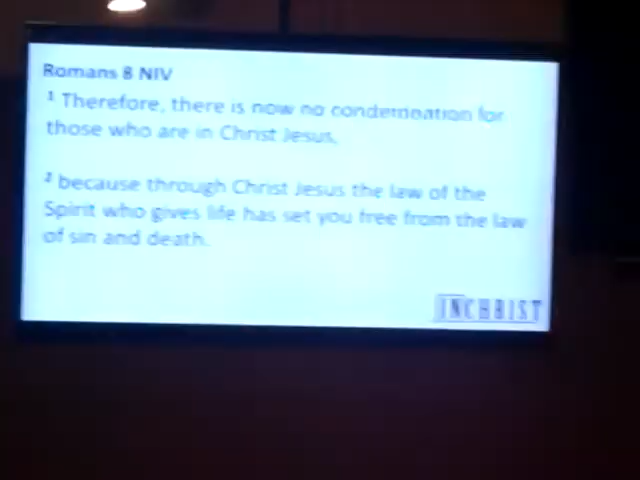 Romans 8 NIV
1 Therefore, there is now no condemnation for
those who are in Christ Jesus,
2 because through Christ Jesus the law of the
Spirit who gives life has set you free from the law
of sin and death.
INCHRIST